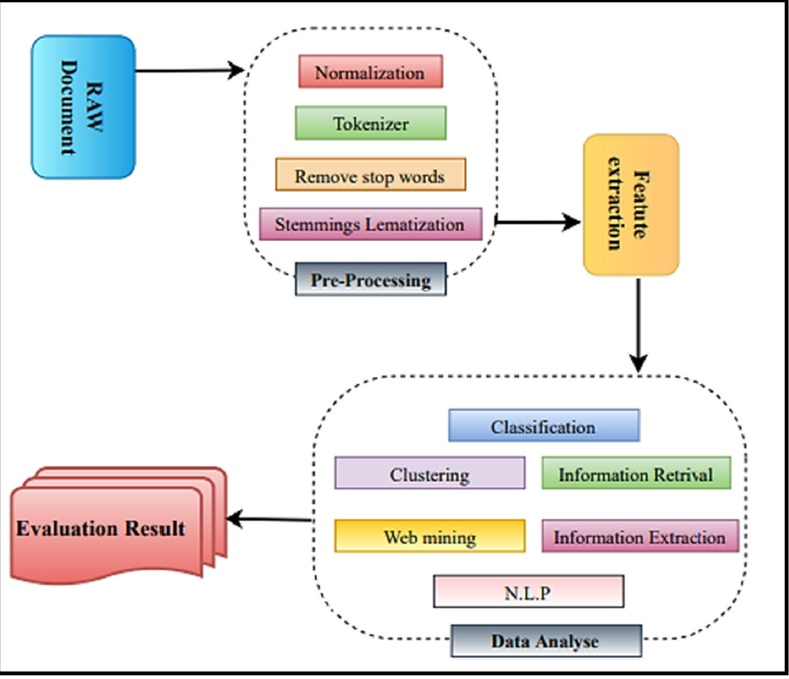 RAW
Document
Normalization
Tokenizer
Remove stop words
Stemmings Lematization
Pre-Processing
Featute
extraction
Classification
Clustering
Information Retrival
Web mining
Information Extraction
N.L.P
Data Analyse
Evaluation Result